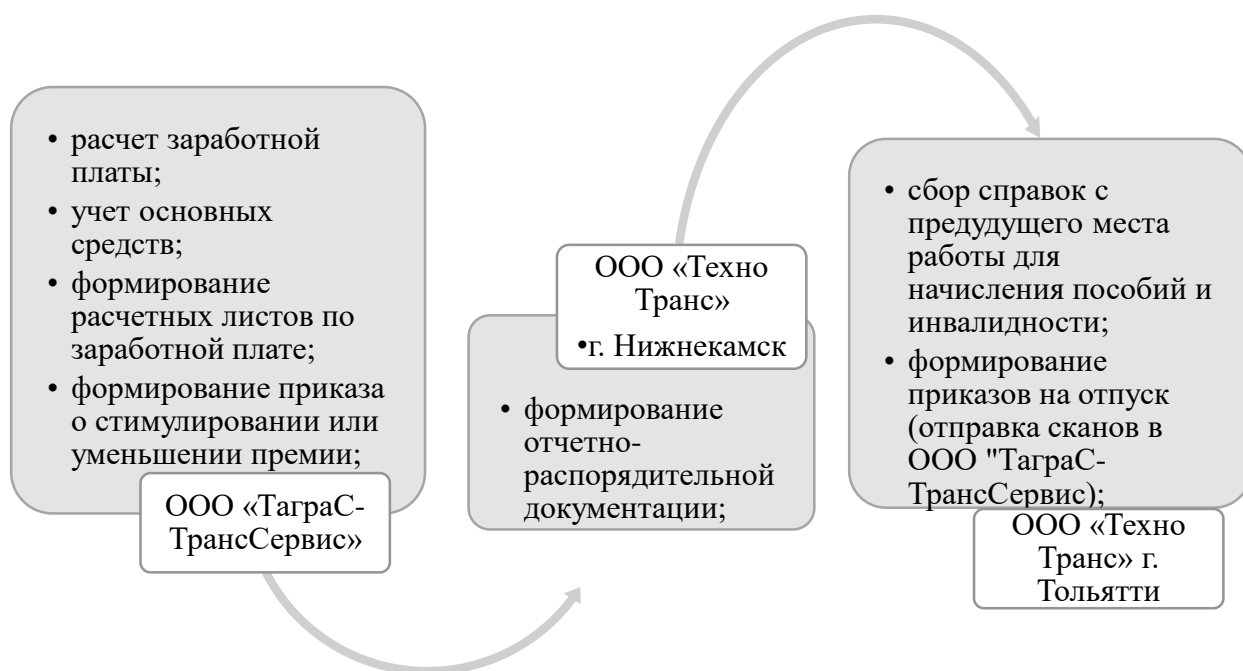 • расчет заработной
платы;
• учет основных
средств;
• формирование
расчетных листов по
заработной плате;
• формирование приказа
о стимулировании или
уменьшении премии;
ООО «ТаграС-
ТрансСервис»
ООО «Техно
Транс»
•г. Нижнекамск
• формирование
отчетно-
распорядительной
документации;
• сбор справок с
предудущего места
работы для
начисления пособий и
инвалидности;
• формирование
приказов на отпуск
(отправка сканов в
ООО "ТаграС-
ТрансСервис);
ООО «Техно
Транс» г.
Тольятти